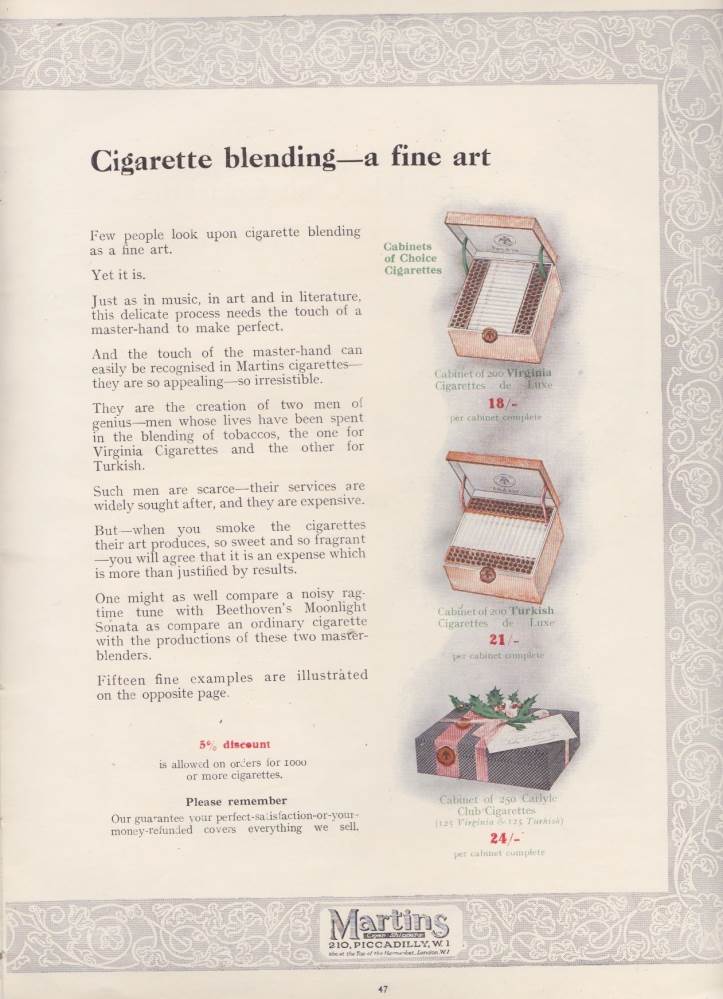 Cigarette blending—a fine art
Few people look upon cigarette blending
as a fine art.
Yet it is.
Just as in music, in art and in literature,
this delicate process needs the touch of a
master-hand to make perfect.
And the touch of the master-hand can
easily be recognised in Martins cigarettes—
they are so appealing—so irresistible.
They are the creation of two men of
genius—men whose lives have been spent
in the blending of tobaccos, the one for
Virginia Cigarettes and the other for
Turkish.
Such men are scarce—their services are
widely sought after, and they are expensive.
But—when you smoke the cigarettes
their art produces, so sweet and so fragrant
—you will agree that it is an expense which
is more than justified by results.
One might as well compare a noisy rag-
time tune with Beethoven's Moonlight
Sonata as compare an ordinary cigarette
with the productions of these two master-
blenders.
Fifteen fine examples are illustrated
on the opposite page.
5% discount
is allowed on orders for 1000
or more cigarettes.
Please remember
Our guarantee your perfect-satisfaction-or-your-
money-refunded covers everything we sell.
Cabinets
of Choice
Cigarettes
Cabinet of 200 Virginia
Cigarettes de Luxe
18/-
per cabinet complete
Cabinet of 200 Turkish
Cigarettes de Luxe
21/-
per cabinet complete
Cabinet of 250 Carlyle
Club Cigarettes
(125 Virginia & 125 Turkish)
24/-
per cabinet complete
Martins
Cigar Shippers
210, PICCADILLY, W. 1
also at the Top of the Haymarket, London, W.1
47